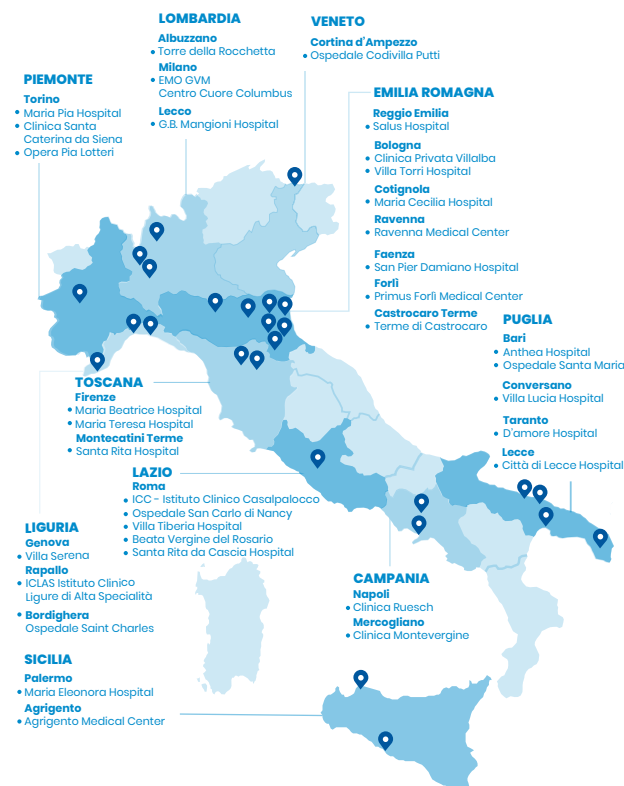 LOMBARDIA
Albuzzano
• Torre della Rocchetta
Milano
• EMO GVM
Centro Cuore Columbus
Lecco
• G.B. Mangioni Hospital
VENETO
Cortina d'Ampezzo
• Ospedale Codivilla Putti
PIEMONTE
Torino
• Maria Pia Hospital
• Clinica Santa
Caterina da Siena
• Opera Pia Lotteri
EMILIA ROMAGNA
Reggio Emilia
• Salus Hospital
Bologna
• Clinica Privata Villalba
• Villa Torri Hospital
Cotignola
• Maria Cecilia Hospital
Ravenna
• Ravenna Medical Center
Faenza
• San Pier Damiano Hospital
Forlì
• Primus Forlì Medical Center
Castrocaro Terme
• Terme di Castrocaro
PUGLIA
Bari
• Anthea Hospital
• Ospedale Santa Maria
Conversano
• Villa Lucia Hospital
Taranto
• D'amore Hospital
Lecce
• Città di Lecce Hospital
TOSCANA
Firenze
• Maria Beatrice Hospital
• Maria Teresa Hospital
Montecatini Terme
• Santa Rita Hospital
LAZIO
Roma
• ICC - Istituto Clinico Casalpalocco
• Ospedale San Carlo di Nancy
• Villa Tiberia Hospital
• Beata Vergine del Rosario
• Santa Rita da Cascia Hospital
LIGURIA
Genova
• Villa Serena
Rapallo
• ICLAS Istituto Clinico
Ligure di Alta Specialità
• Bordighera
Ospedale Saint Charles
CAMPANIA
Napoli
• Clinica Ruesch
Mercogliano
• Clinica Montevergine
SICILIA
Palermo
• Maria Eleonora Hospital
Agrigento
• Agrigento Medical Center